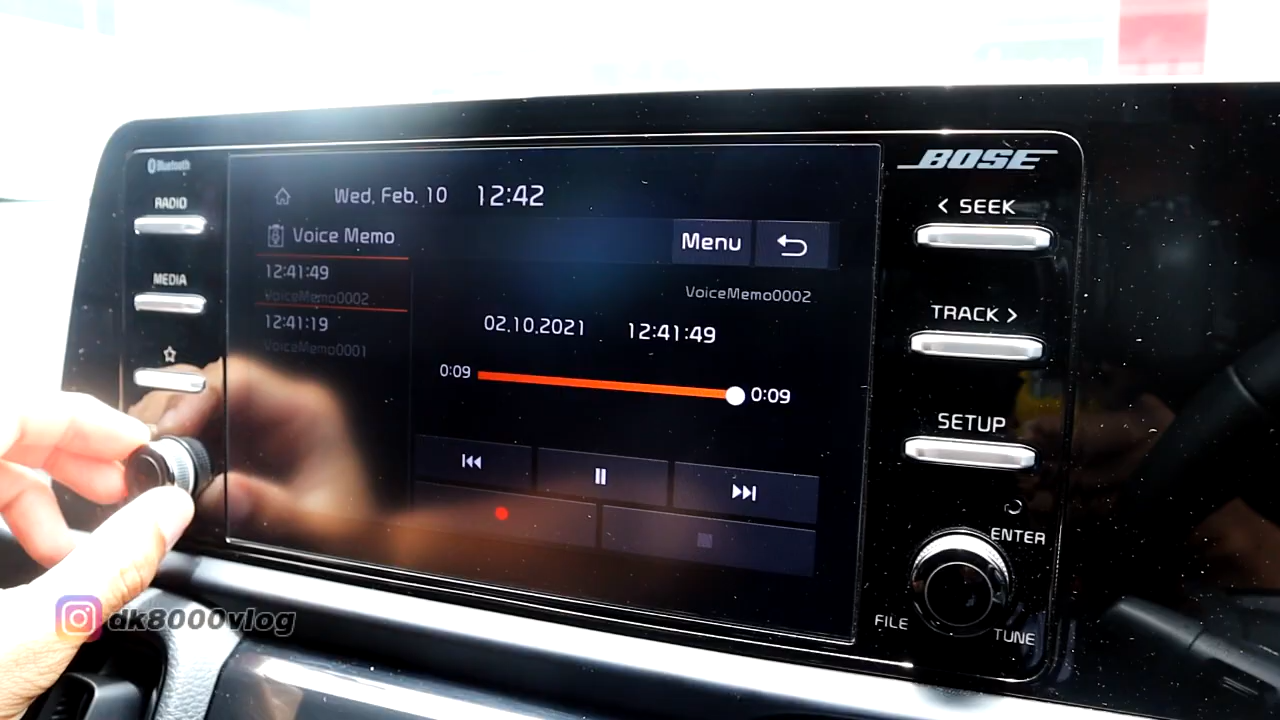 Bluetooth
BOSE
RADIO
MEDIA
Wed, Feb. 10 12:42
Voice Memo
Menu
12:41:49
VoiceMemo0002
12:41:19
VoiceMemo0001
VoiceMemo0002
02.10.2021 12:41:49
0:09
0:09
< SEEK
TRACK >
SETUP
ENTER
FILE
TUNE
dk8000vlog